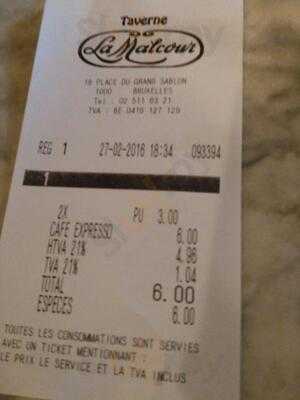 Taverne
DG
La Malcour
18 PLACE DU GRAND SABLON
1000 BRUXELLES
Tel : 02 511 03 21
TVA : BE 0410 127 129
REG 1 27-02-2016 18:34 093394
1
2X PU 3.00
CAFE EXPRESSO 6.00
HTVA 21% 4.96
TVA 21% 1.04
TOTAL 6.00
ESPECES 6.00
TOUTES LES CONSOMMATIONS SONT SERVIES
AVEC UN TICKET MENTIONNANT :
LE PRIX LE SERVICE ET LA TVA INCLUS